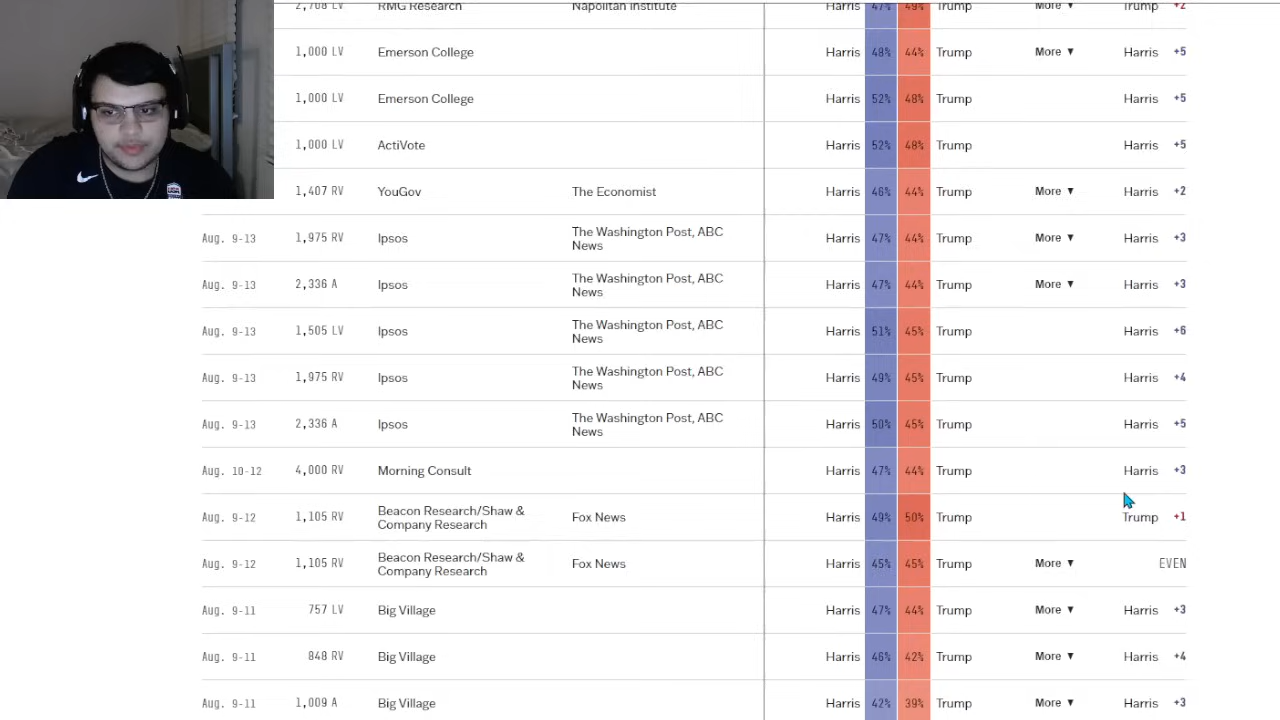 2,708 LV RMG Research Napolitan Institute Harris 47% 49% Trump More ▼ Trump +2
1,000 LV Emerson College Harris 48% 44% Trump More ▼ Harris +5
1,000 LV Emerson College Harris 52% 48% Trump Harris +5
1,000 LV ActiVote Harris 52% 48% Trump Harris +5
1,407 RV YouGov The Economist Harris 46% 44% Trump More ▼ Harris +2
Aug. 9-13 1,975 RV Ipsos The Washington Post, ABC News Harris 47% 44% Trump More ▼ Harris +3
Aug. 9-13 2,336 A Ipsos The Washington Post, ABC News Harris 47% 44% Trump More ▼ Harris +3
Aug. 9-13 1,505 LV Ipsos The Washington Post, ABC News Harris 51% 45% Trump Harris +6
Aug. 9-13 1,975 RV Ipsos The Washington Post, ABC News Harris 49% 45% Trump Harris +4
Aug. 9-13 2,336 A Ipsos The Washington Post, ABC News Harris 50% 45% Trump Harris +5
Aug. 10-12 4,000 RV Morning Consult Harris 47% 44% Trump Harris +3
Aug. 9-12 1,105 RV Beacon Research/Shaw & Company Research Fox News Harris 49% 50% Trump Trump +1
Aug. 9-12 1,105 RV Beacon Research/Shaw & Company Research Fox News Harris 45% 45% Trump More ▼ EVEN
Aug. 9-11 757 LV Big Village Harris 47% 44% Trump More ▼ Harris +3
Aug. 9-11 848 RV Big Village Harris 46% 42% Trump More ▼ Harris +4
Aug. 9-11 1,009 A Big Village Harris 42% 39% Trump More ▼ Harris +3
USA